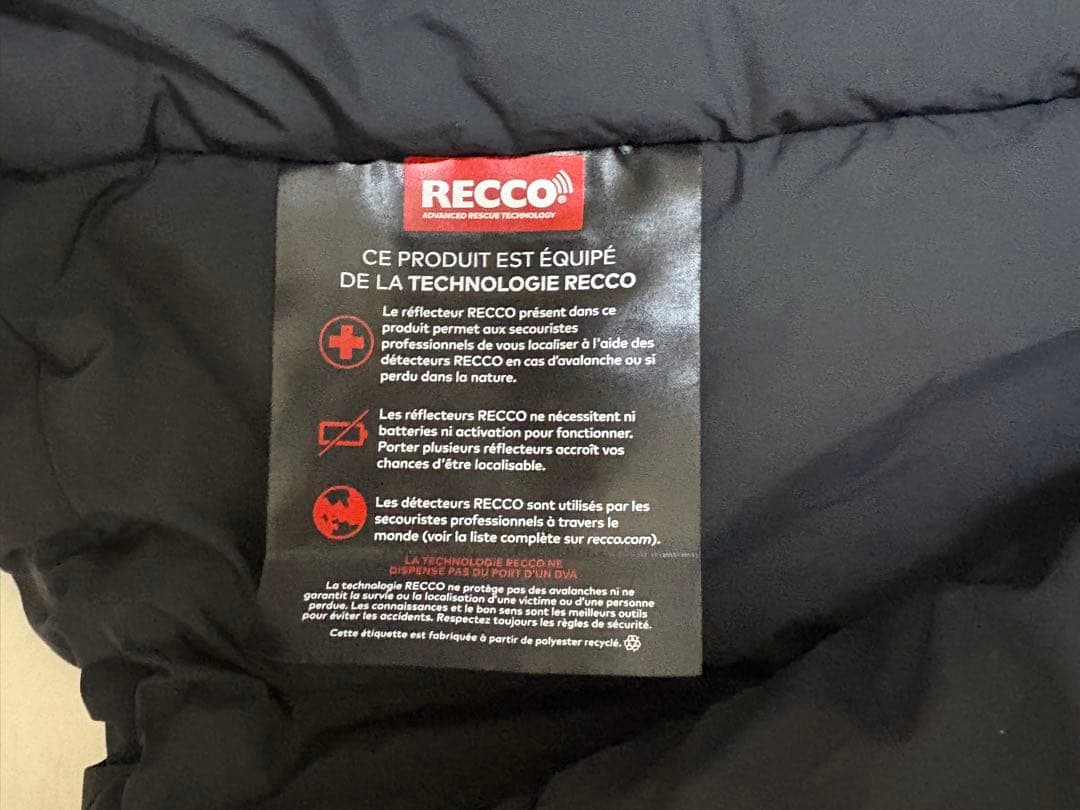 RECCO
ADVANCED RESCUE TECHNOLOGY
CE PRODUIT EST ÉQUIPÉ
DE LA TECHNOLOGIE RECCO
Le réflecteur RECCO présent dans ce
produit permet aux secouristes
professionnels de vous localiser à l'aide des
détecteurs RECCO en cas d'avalanche ou si
perdu dans la nature.
Les réflecteurs RECCO ne nécessitent ni
batteries ni activation pour fonctionner.
Porter plusieurs réflecteurs accroît vos
chances d'être localisable.
Les détecteurs RECCO sont utilisés par les
secouristes professionnels à travers le
monde (voir la liste complète sur recco.com).
LA TECHNOLOGIE RECCO NE
DISPENSE PAS DU PORT D'UN DVA
La technologie RECCO ne protège pas des avalanches ni ne
garantit la survie ou la localisation d'une victime ou d'une personne
perdue. Les connaissances et le bon sens sont les meilleurs outils
pour éviter les accidents. Respectez toujours les règles de sécurité.
Cette étiquette est fabriquée à partir de polyester recyclé.